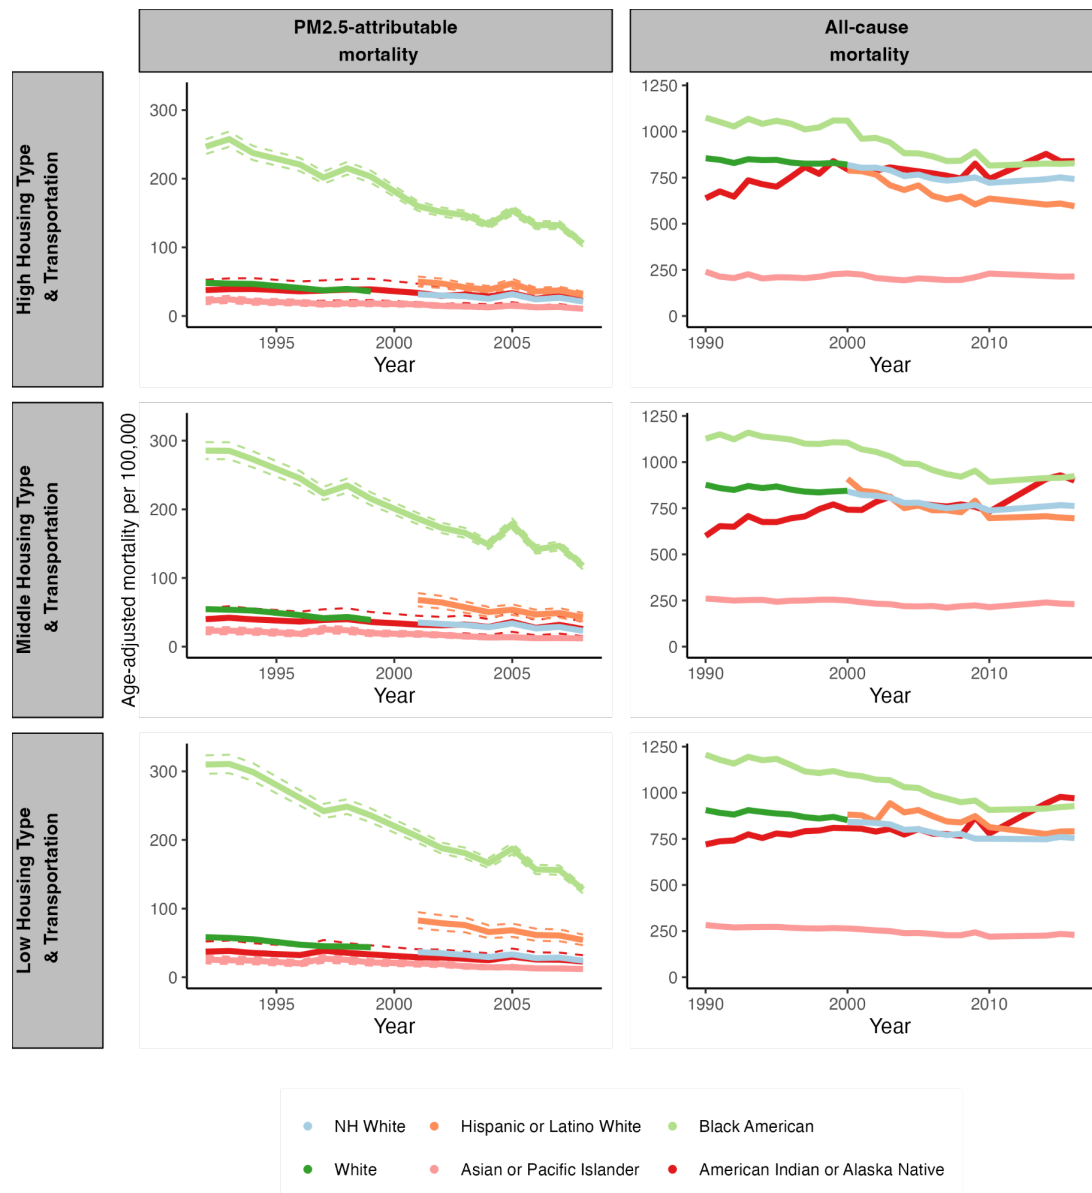 PM2.5-attributable
mortality
All-cause
mortality
High Housing Type
& Transportation
300
200
100
0
1995
2000
2005
Year
1250
1000
750
500
250
0
1990
2000
2010
Year
Middle Housing Type
& Transportation
Age-adjusted mortality per 100,000
300
200
100
0
1995
2000
2005
Year
1250
1000
750
500
250
0
1990
2000
2010
Year
Low Housing Type
& Transportation
300
200
100
0
1995
2000
2005
Year
1250
1000
750
500
250
0
1990
2000
2010
Year
NH White
Hispanic or Latino White
Black American
White
Asian or Pacific Islander
American Indian or Alaska Native